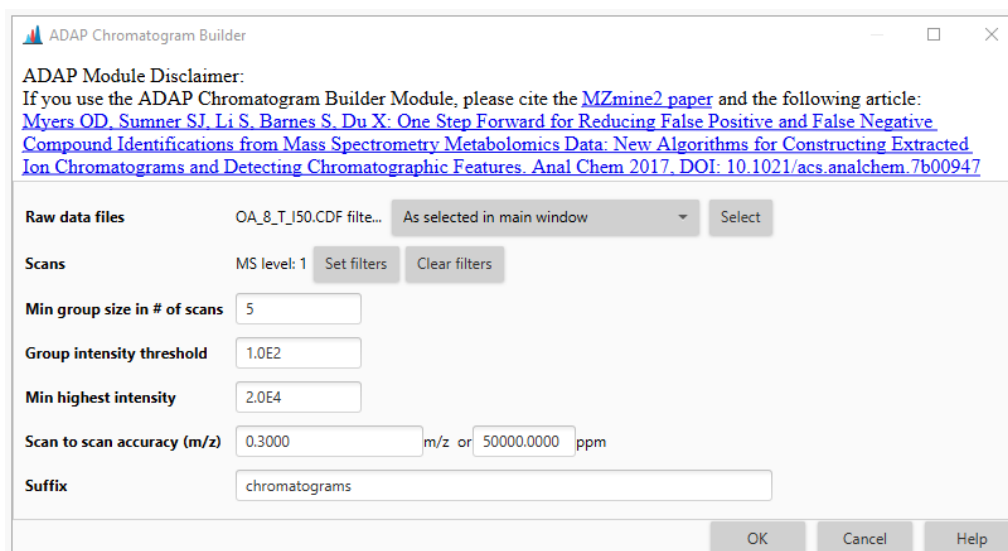 ADAP Chromatogram Builder
ADAP Module Disclaimer:
If you use the ADAP Chromatogram Builder Module, please cite the MZmine2 paper and the following article:
Myers OD, Sumner SJ, Li S, Barnes S, Du X: One Step Forward for Reducing False Positive and False Negative
Compound Identifications from Mass Spectrometry Metabolomics Data: New Algorithms for Constructing Extracted
Ion Chromatograms and Detecting Chromatographic Features. Anal Chem 2017, DOI: 10.1021/acs.analchem.7b00947
Raw data files OA_8_T_I50.CDF filte... As selected in main window Select
Scans MS level: 1 Set filters Clear filters
Min group size in # of scans 5
Group intensity threshold 1.0E2
Min highest intensity 2.0E4
Scan to scan accuracy (m/z) 0.3000 m/z or 50000.0000 ppm
Suffix chromatograms
OK Cancel Help